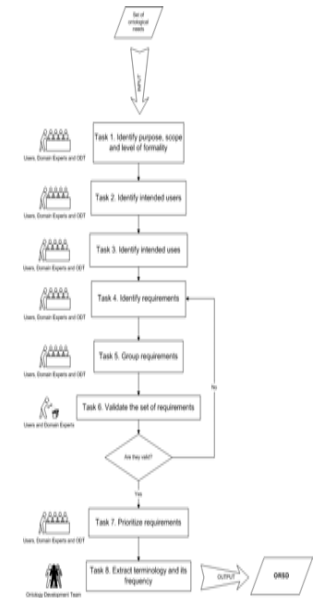 Set of
ontological
needs
INPUT
Task 1. Identify purpose, scope
and level of formality
Users, Domain Experts and ODT
Task 2. Identify intended users
Users, Domain Experts and ODT
Task 3. Identify intended uses
Users, Domain Experts and ODT
Task 4. Identify requirements
Users, Domain Experts and ODT
Task 5. Group requirements
Users, Domain Experts and ODT
No
Task 6. Validate the set of requirements
Users and Domain Experts
Are they valid?
Yes
Task 7. Prioritize requirements
Users, Domain Experts and ODT
Task 8. Extract terminology and its
frequency
Ontology Development Team
OUTPUT
ORSD